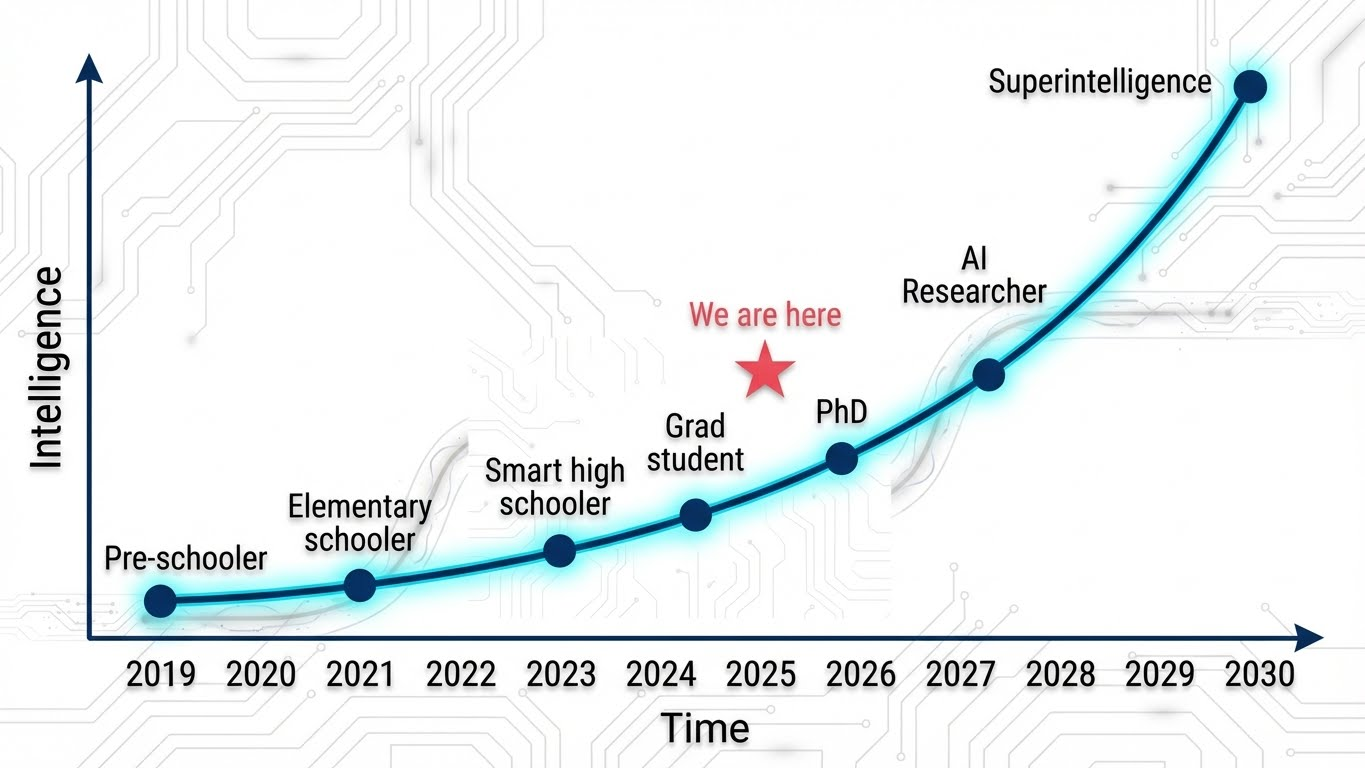 Superintelligence
AI
Researcher
We are here
PhD
Grad
student
Smart high
schooler
Elementary
schooler
Pre-schooler
Intelligence
2019 2020 2021 2022 2023 2024 2025 2026 2027 2028 2029 2030
Time